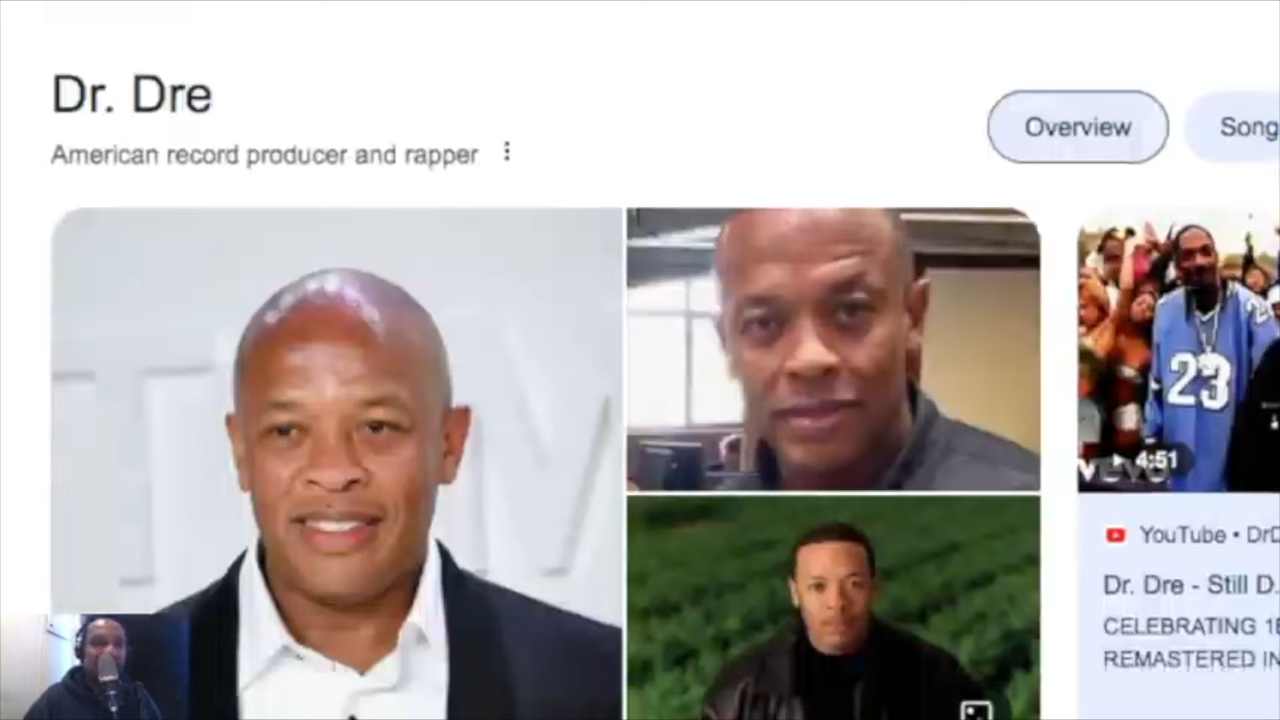 Dr. Dre
American record producer and rapper
Overview
Song
23
4:51
vevo
YouTube • DrD
Dr. Dre - Still D.
CELEBRATING 1
REMASTERED IN